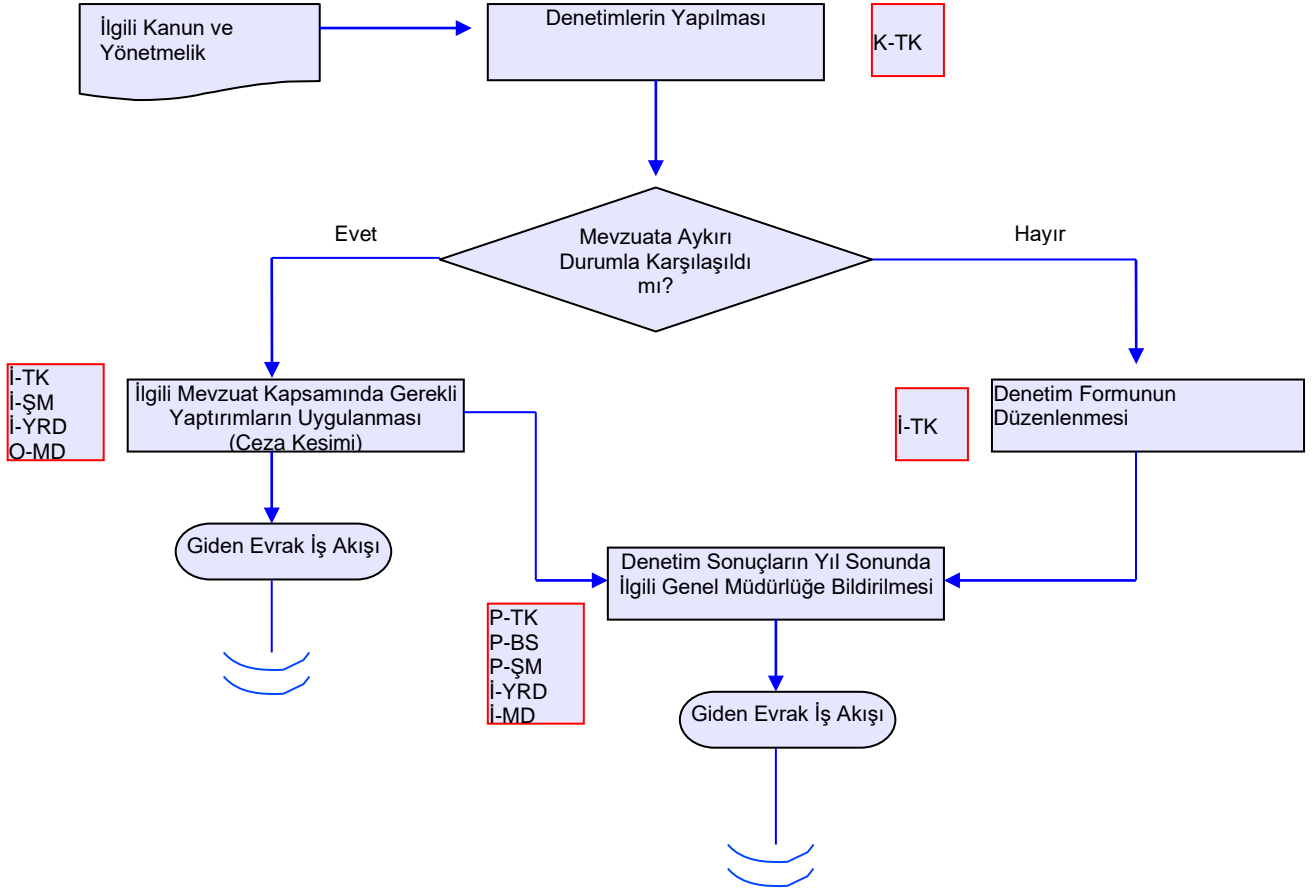 İlgili Kanun ve
Yönetmelik
Denetimlerin Yapılması
K-TK
Mevzuata Aykırı
Durumla Karşılaşıldı
mı?
Evet
Hayır
İ-TK
İ-ŞM
İ-YRD
O-MD
İlgili Mevzuat Kapsamında Gerekli
Yaptırımların Uygulanması
(Ceza Kesimi)
İ-TK
Denetim Formunun
Düzenlenmesi
Giden Evrak İş Akışı
Denetim Sonuçların Yıl Sonunda
İlgili Genel Müdürlüğe Bildirilmesi
P-TK
P-BS
P-ŞM
İ-YRD
İ-MD
Giden Evrak İş Akışı